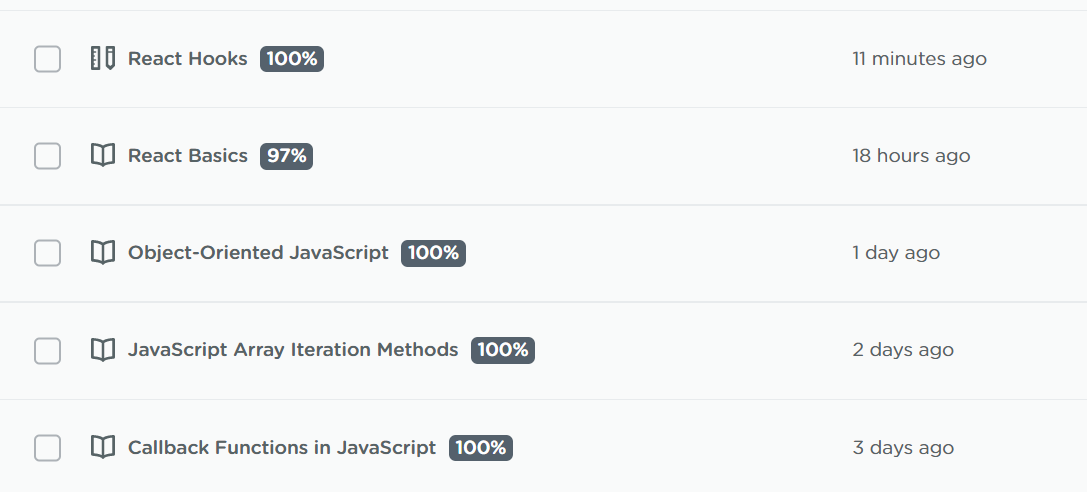 React Hooks 100% 11 minutes ago
React Basics 97% 18 hours ago
Object-Oriented JavaScript 100% 1 day ago
JavaScript Array Iteration Methods 100% 2 days ago
Callback Functions in JavaScript 100% 3 days ago